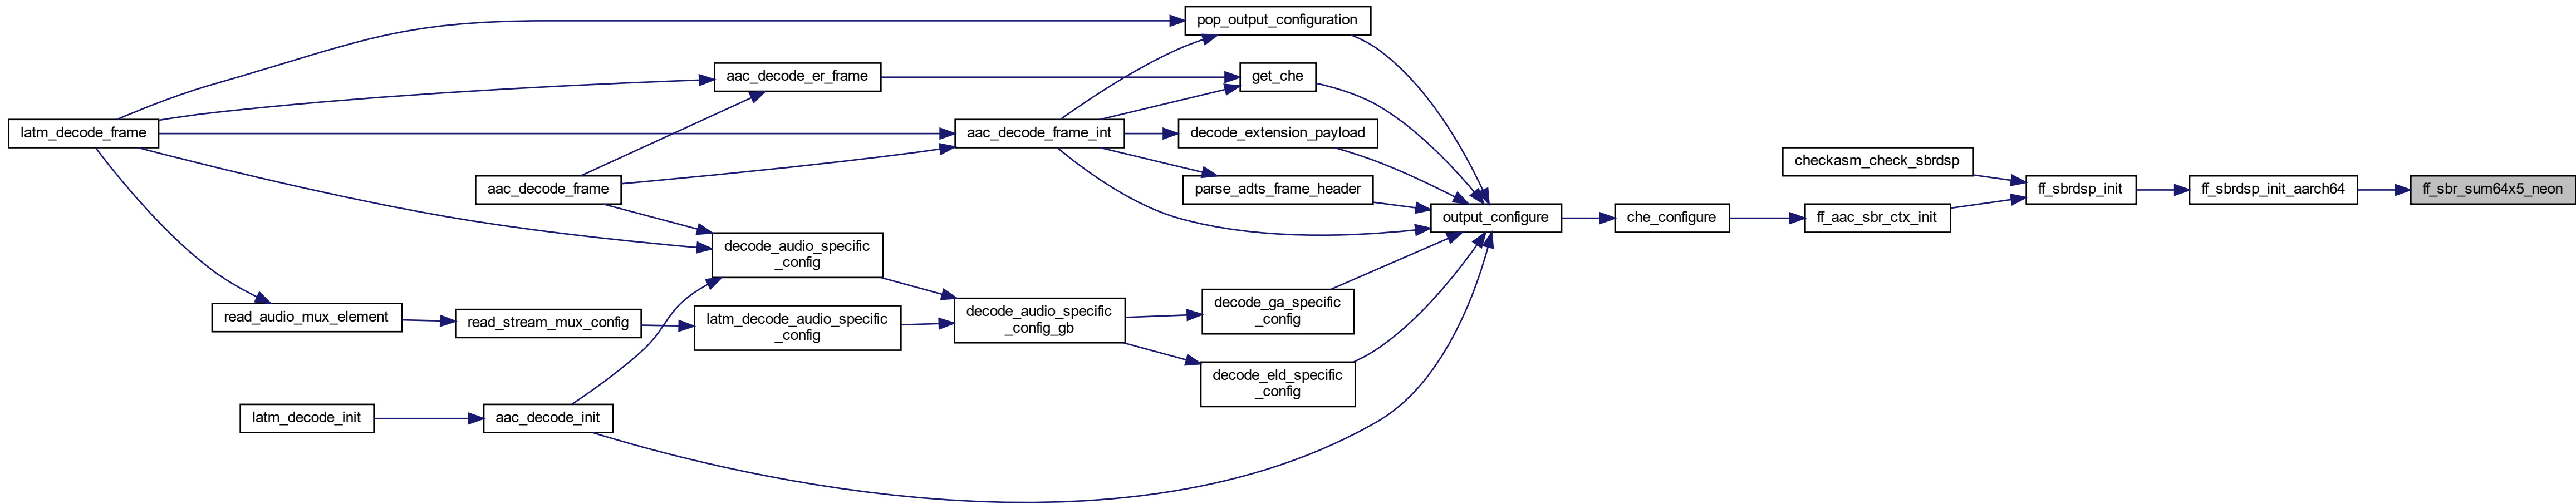 pop_output_configuration
aac_decode_er_frame
get_che
latm_decode_frame
aac_decode_frame_int
decode_extension_payload
checkasm_check_sbrdsp
aac_decode_frame
parse_adts_frame_header
ff_sbrdsp_init
ff_sbrdsp_init_aarch64
ff_sbr_sum64x5_neon
output_configure
che_configure
ff_aac_sbr_ctx_init
decode_audio_specific
_config
read_audio_mux_element
read_stream_mux_config
latm_decode_audio_specific
_config
decode_audio_specific
_config_gb
decode_ga_specific
_config
decode_eld_specific
_config
latm_decode_init
aac_decode_init